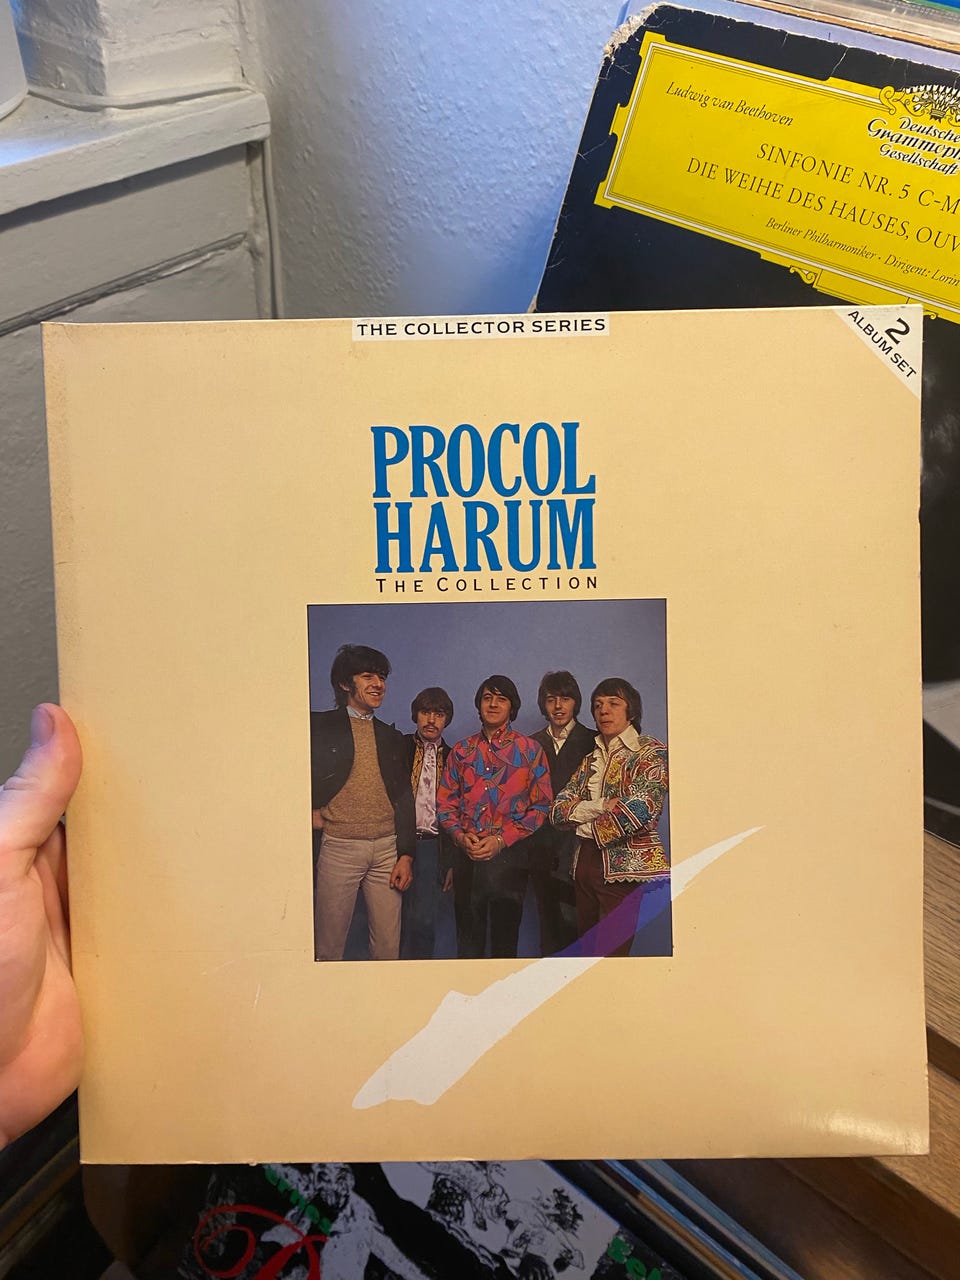 Ludwig van Beethoven
Deutsche
Grammoph
Gesellschaft
SINFONIE NR. 5 C-M
DIE WEIHE DES HAUSES, OUV
Berliner Philharmoniker · Dirigent: Lorin
THE COLLECTOR SERIES
2
ALBUM SET
PROCOL
HARUM
THE COLLECTION